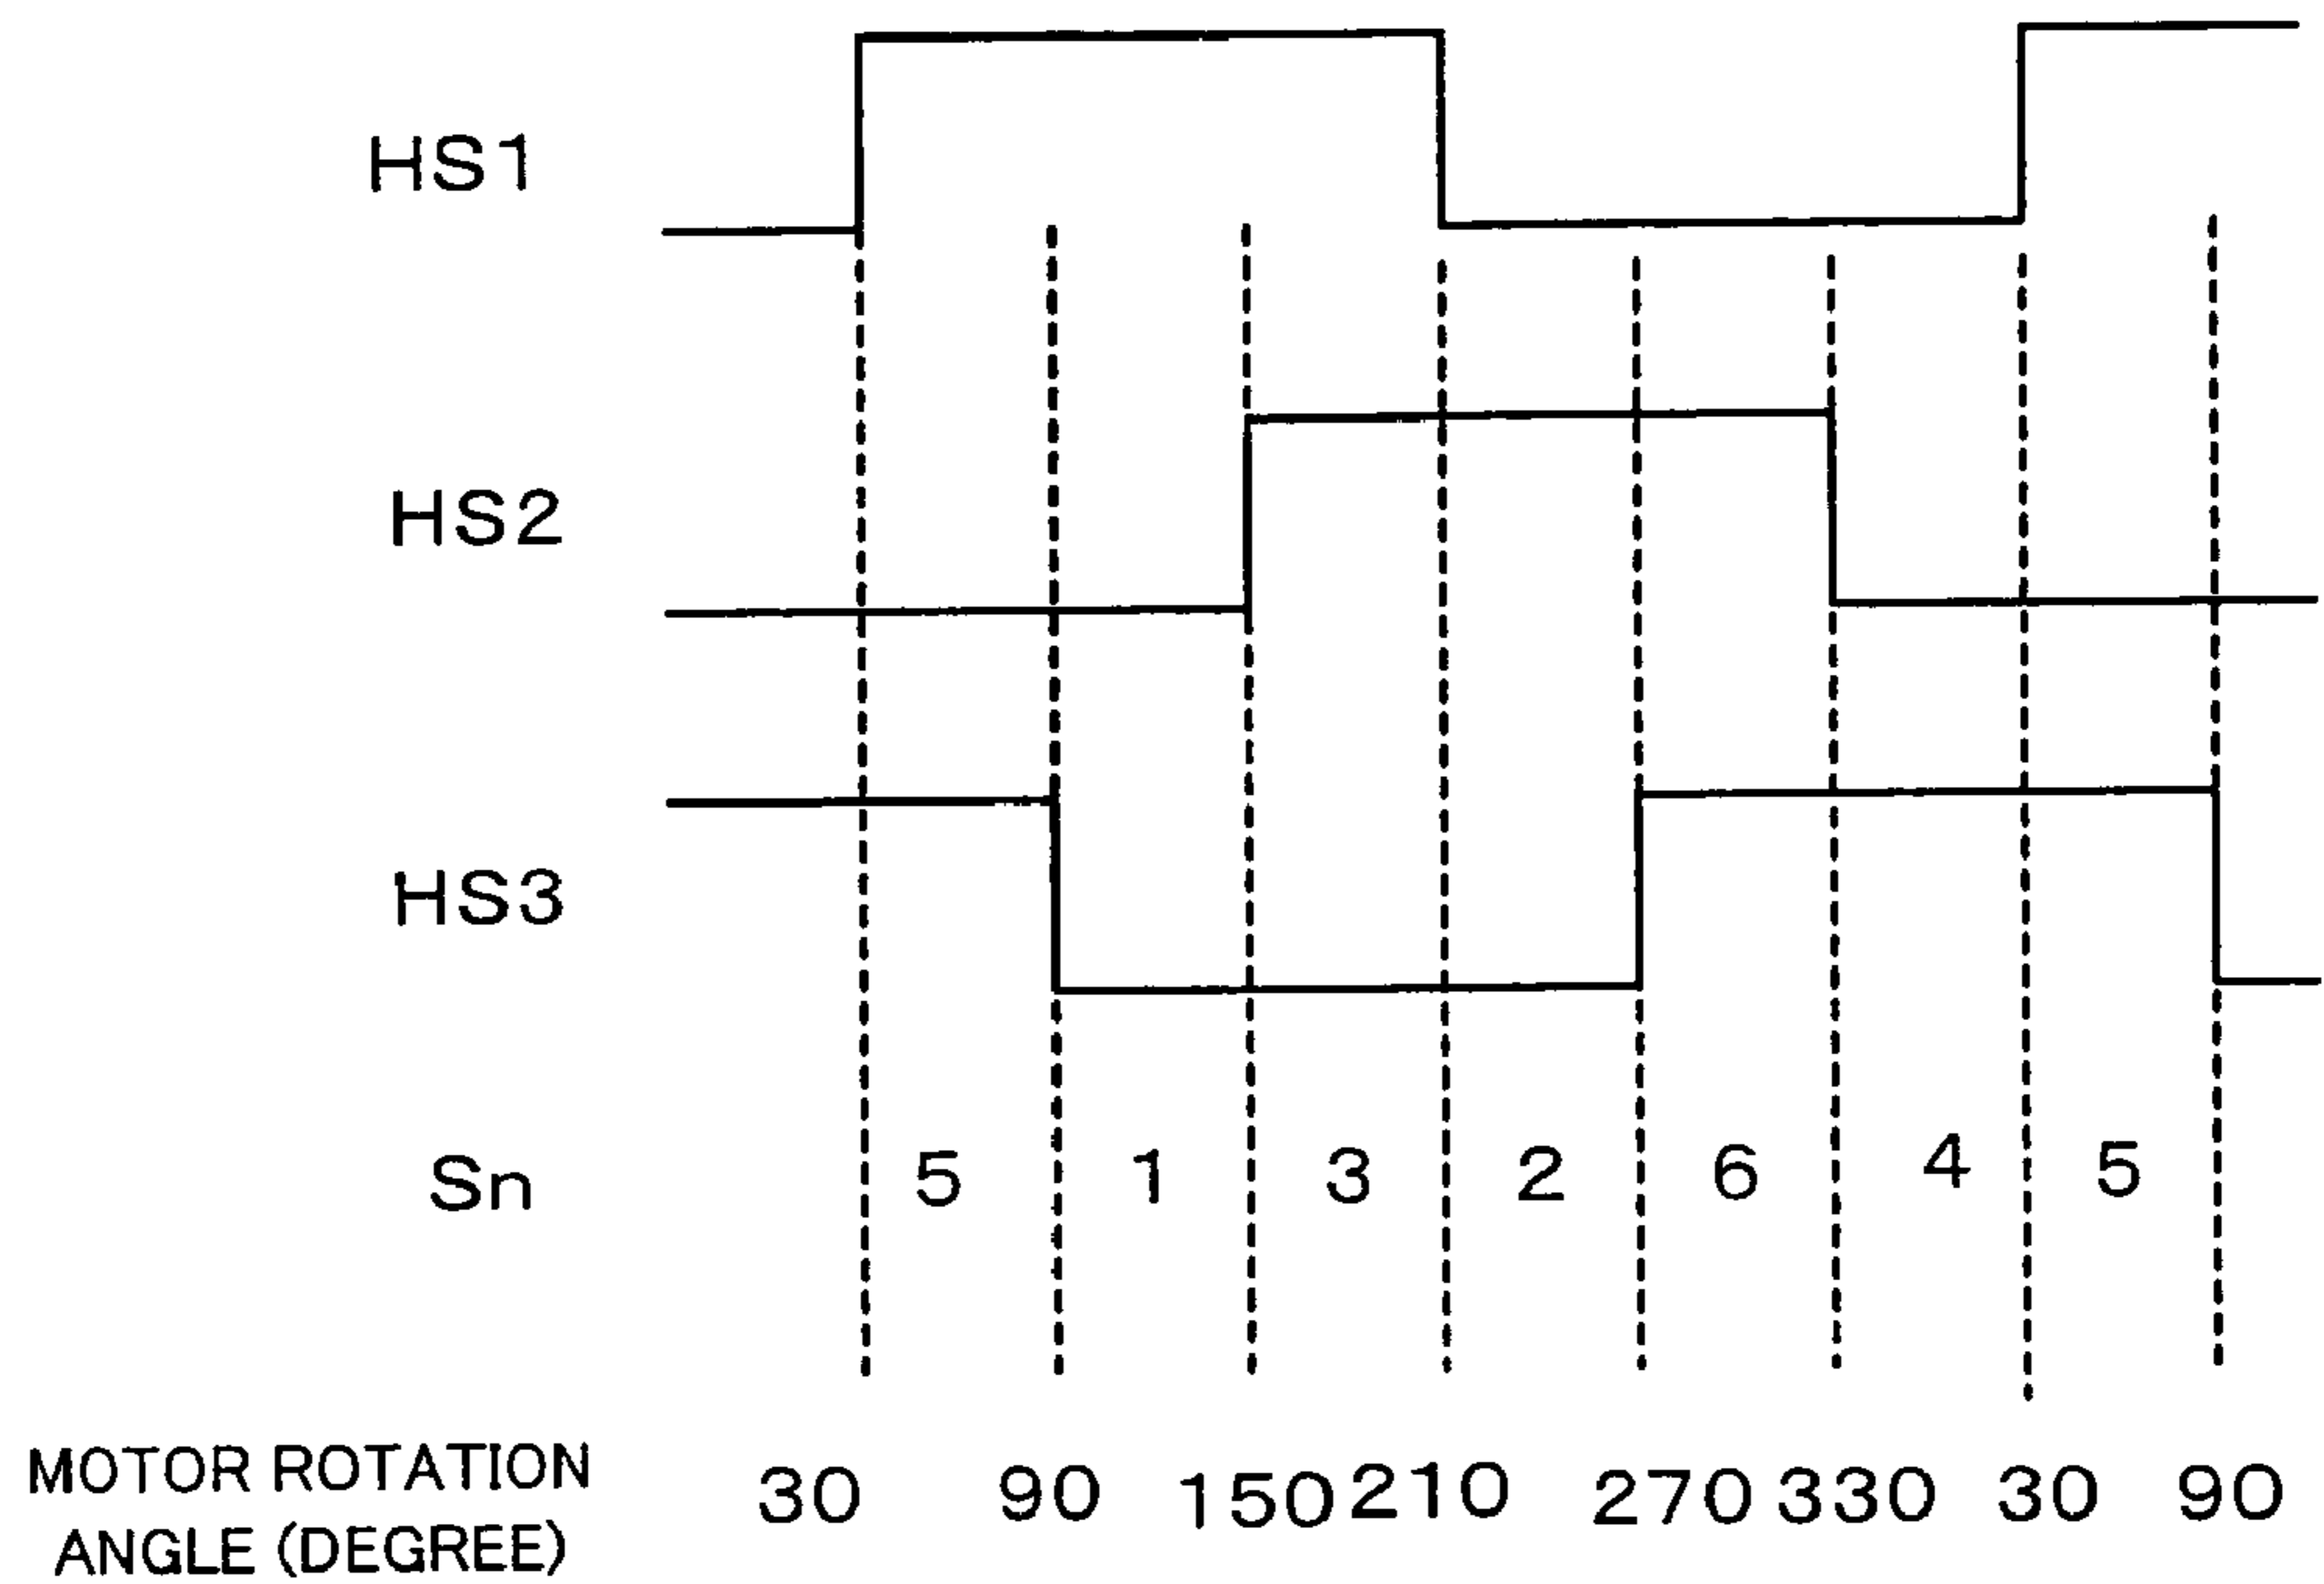 HS1
HS2
HS3
Sn 5 1 3 2 6 4 5
MOTOR ROTATION
ANGLE (DEGREE)
30 90 150 210 270 330 30 90